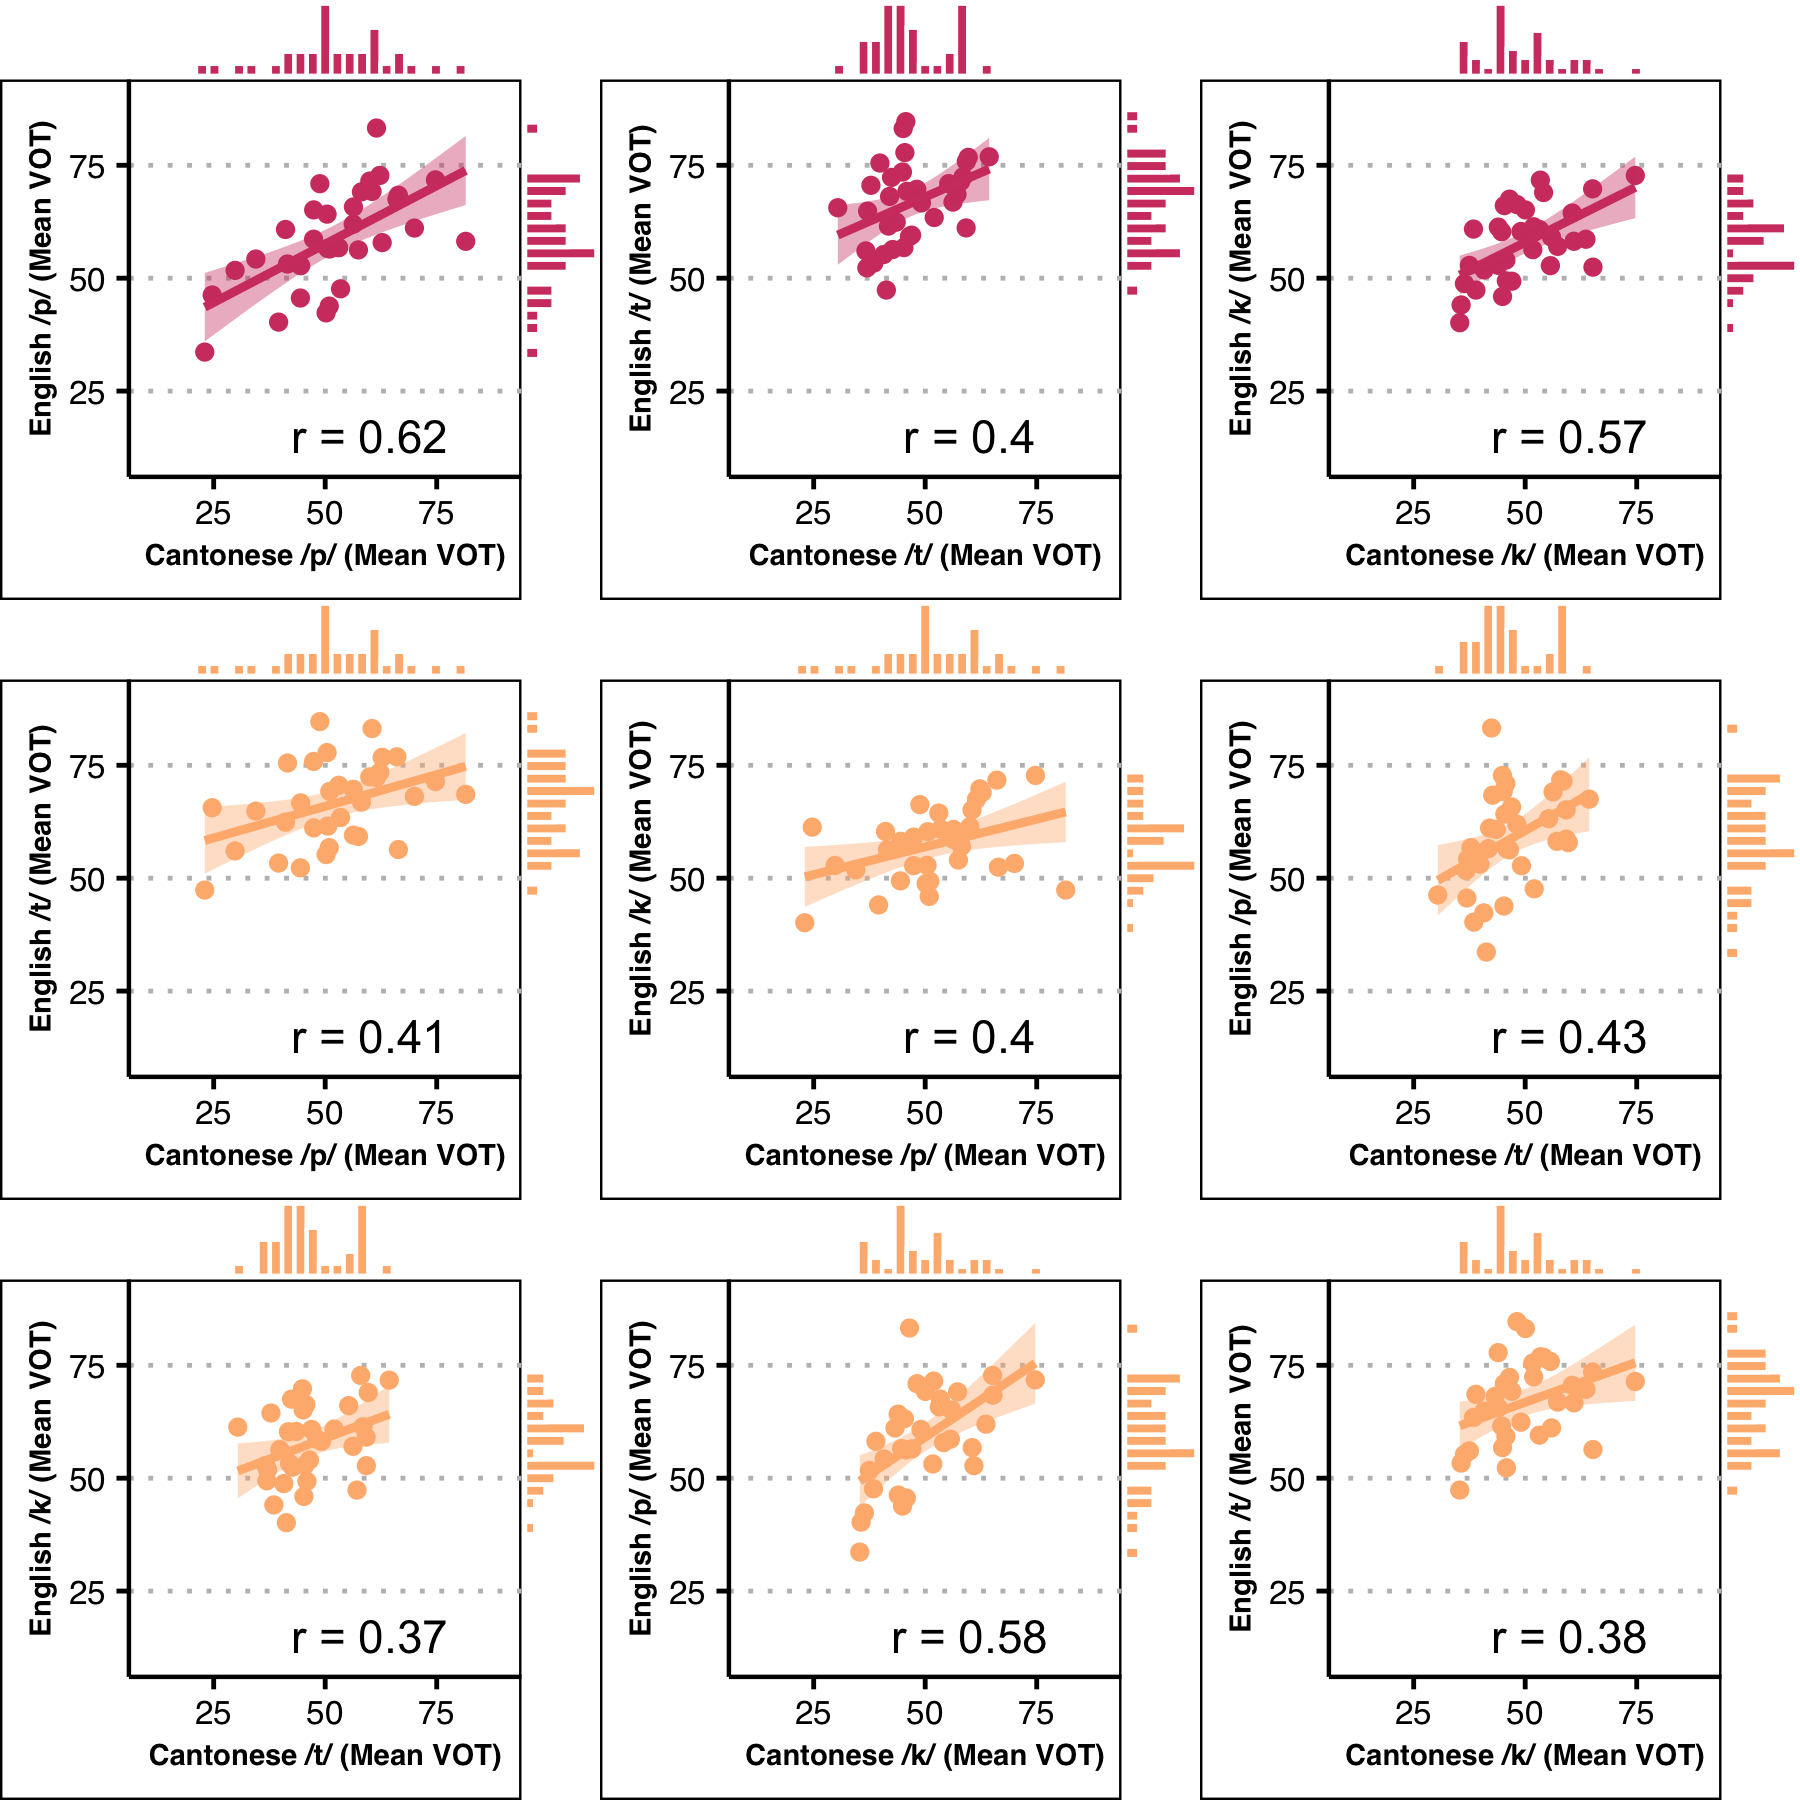 English /p/ (Mean VOT)
75
50
25
r = 0.62
25 50 75
Cantonese /p/ (Mean VOT)
English /t/ (Mean VOT)
75
50
25
r = 0.4
25 50 75
Cantonese /t/ (Mean VOT)
English /k/ (Mean VOT)
75
50
25
r = 0.57
25 50 75
Cantonese /k/ (Mean VOT)
English /t/ (Mean VOT)
75
50
25
r = 0.41
25 50 75
Cantonese /p/ (Mean VOT)
English /k/ (Mean VOT)
75
50
25
r = 0.4
25 50 75
Cantonese /p/ (Mean VOT)
English /p/ (Mean VOT)
75
50
25
r = 0.43
25 50 75
Cantonese /t/ (Mean VOT)
English /k/ (Mean VOT)
75
50
25
r = 0.37
25 50 75
Cantonese /t/ (Mean VOT)
English /p/ (Mean VOT)
75
50
25
r = 0.58
25 50 75
Cantonese /k/ (Mean VOT)
English /t/ (Mean VOT)
75
50
25
r = 0.38
25 50 75
Cantonese /k/ (Mean VOT)